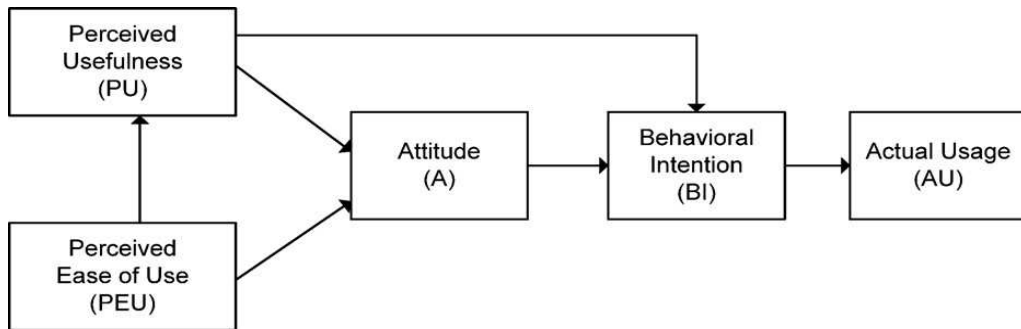 Perceived
Usefulness
(PU)
Attitude
(A)
Behavioral
Intention
(BI)
Actual Usage
(AU)
Perceived
Ease of Use
(PEU)